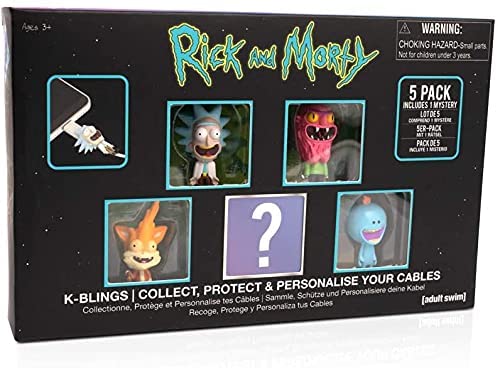 Ages 3+
Rick and Morty
WARNING:
CHOKING HAZARD-Small parts.
Not for children under 3 years.
5 PACK
INCLUDES 1 MYSTERY
LOT DE 5
COMPREND 1 MYSTÈRE
5ER-PACK
MIT 1 RÄTSEL
PACK DE 5
INCLUYE 1 MISTERIO
?
K-BLINGS | COLLECT, PROTECT & PERSONALISE YOUR CABLES
Collectionne, Protège et Personnalise tes Câbles | Sammle, Schütze und Personalisiere deine Kabel
Recoge, Protege y Personaliza tus Cables
[adult swim]